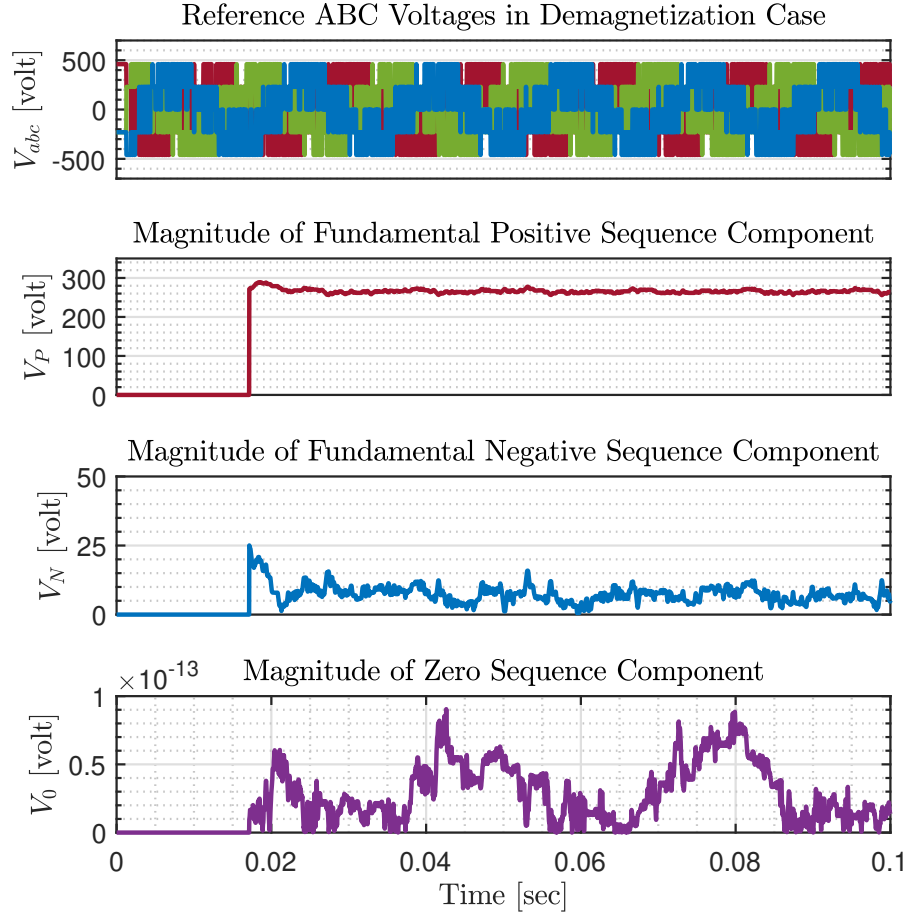 Reference ABC Voltages in Demagnetization Case
V_abc [volt]
500
0
-500
Magnitude of Fundamental Positive Sequence Component
V_P [volt]
300
200
100
0
Magnitude of Fundamental Negative Sequence Component
V_N [volt]
50
25
0
×10^-13
Magnitude of Zero Sequence Component
V_0 [volt]
1
0.5
0
0 0.02 0.04 0.06 0.08 0.1
Time [sec]